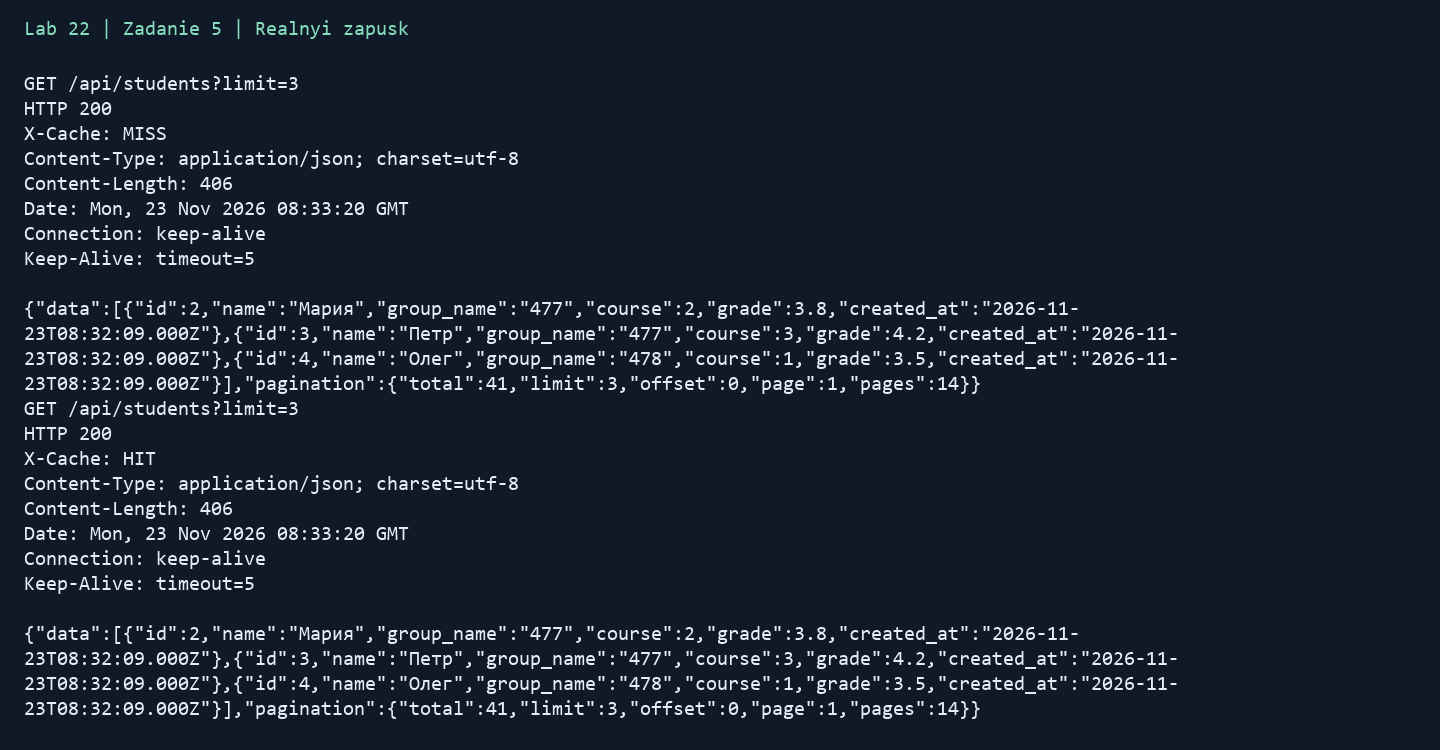 Lab 22 | Zadanie 5 | Realnyi zapusk
GET /api/students?limit=3
HTTP 200
X-Cache: MISS
Content-Type: application/json; charset=utf-8
Content-Length: 406
Date: Mon, 23 Nov 2026 08:33:20 GMT
Connection: keep-alive
Keep-Alive: timeout=5
{"data":[{"id":2,"name":"Мария","group_name":"477","course":2,"grade":3.8,"created_at":"2026-11-
23T08:32:09.000Z"},{"id":3,"name":"Петр","group_name":"477","course":3,"grade":4.2,"created_at":"2026-11-
23T08:32:09.000Z"},{"id":4,"name":"Олег","group_name":"478","course":1,"grade":3.5,"created_at":"2026-11-
23T08:32:09.000Z"}],"pagination":{"total":41,"limit":3,"offset":0,"page":1,"pages":14}}
GET /api/students?limit=3
HTTP 200
X-Cache: HIT
Content-Type: application/json; charset=utf-8
Content-Length: 406
Date: Mon, 23 Nov 2026 08:33:20 GMT
Connection: keep-alive
Keep-Alive: timeout=5
{"data":[{"id":2,"name":"Мария","group_name":"477","course":2,"grade":3.8,"created_at":"2026-11-
23T08:32:09.000Z"},{"id":3,"name":"Петр","group_name":"477","course":3,"grade":4.2,"created_at":"2026-11-
23T08:32:09.000Z"},{"id":4,"name":"Олег","group_name":"478","course":1,"grade":3.5,"created_at":"2026-11-
23T08:32:09.000Z"}],"pagination":{"total":41,"limit":3,"offset":0,"page":1,"pages":14}}